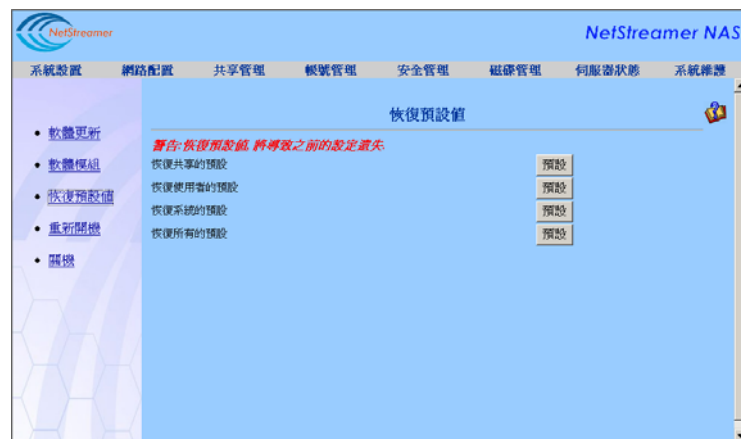 NetStreamer
NetStreamer NAS
系統設置 網路配置 共享管理 帳號管理 安全管理 磁碟管理 伺服器狀態 系統維護
恢復預設值
軟體更新
軟體模組
恢復預設值
重新開機
關機
警告:恢復預設值, 將導致之前的設定遺失.
恢復共享的預設 預設
恢復使用者的預設 預設
恢復系統的預設 預設
恢復所有的預設 預設